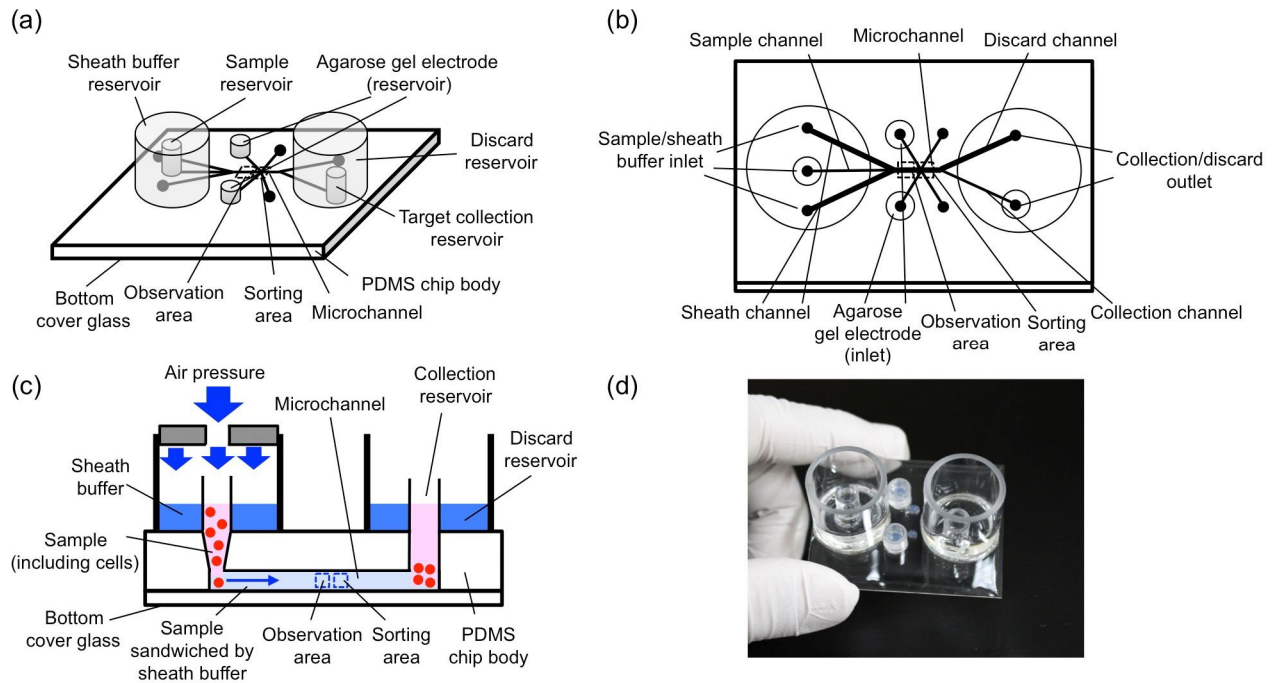 (a)
Sheath buffer
reservoir
Sample
reservoir
Agarose gel electrode
(reservoir)
Discard
reservoir
Target collection
reservoir
PDMS chip body
Microchannel
Sorting
area
Observation
area
Bottom
cover glass
(b)
Sample channel
Microchannel
Discard channel
Sample/sheath
buffer inlet
Collection/discard
outlet
Sheath channel
Agarose
gel electrode
(inlet)
Observation
area
Sorting
area
Collection channel
(c)
Air pressure
Microchannel
Collection
reservoir
Discard
reservoir
Sheath
buffer
Sample
(including cells)
Bottom
cover glass
Sample
sandwiched by
sheath buffer
Observation
area
Sorting
area
PDMS
chip body
(d)